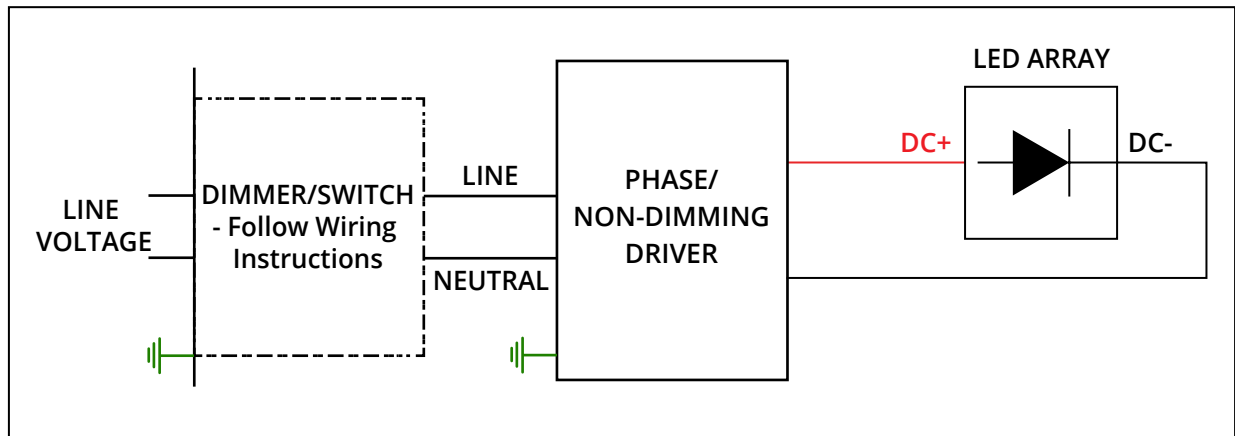 LINE
VOLTAGE
DIMMER/SWITCH
- Follow Wiring
Instructions
LINE
NEUTRAL
PHASE/
NON-DIMMING
DRIVER
LED ARRAY
DC+
DC-